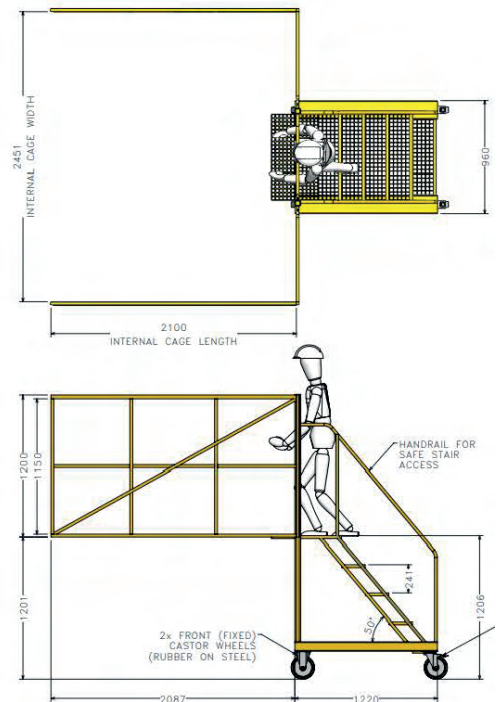 2451
INTERNAL CAGE WIDTH
960
2100
INTERNAL CAGE LENGTH
1200
1150
HANDRAIL FOR
SAFE STAIR
ACCESS
241
50°
1201
1206
2x FRONT (FIXED)
CASTOR WHEELS
(RUBBER ON STEEL)
2087
1220